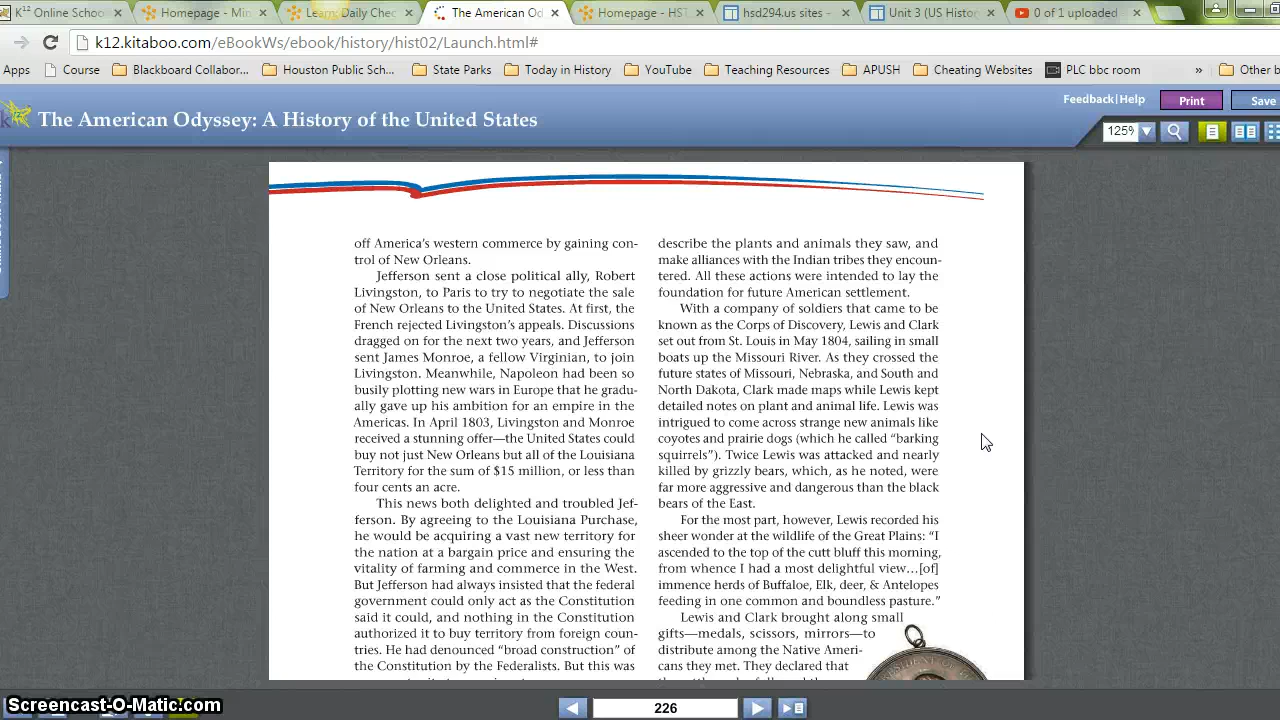 K¹² Online Schoo
Homepage - Mic
Learn: Daily Chec
The American Od
Homepage - HST
hsd294.us sites -
Unit 3 (US Histo
0 of 1 uploaded
k12.kitaboo.com/eBookWs/ebook/history/hist02/Launch.html#
Apps
Course
Blackboard Collabor...
Houston Public Sch...
State Parks
Today in History
YouTube
Teaching Resources
APUSH
Cheating Websites
PLC bbc room
»
Other b
Feedback|Help
Print
Save
The American Odyssey: A History of the United States
125%
off America's western commerce by gaining con-
trol of New Orleans.
Jefferson sent a close political ally, Robert
Livingston, to Paris to try to negotiate the sale
of New Orleans to the United States. At first, the
French rejected Livingston's appeals. Discussions
dragged on for the next two years, and Jefferson
sent James Monroe, a fellow Virginian, to join
Livingston. Meanwhile, Napoleon had been so
busily plotting new wars in Europe that he gradu-
ally gave up his ambition for an empire in the
Americas. In April 1803, Livingston and Monroe
received a stunning offer—the United States could
buy not just New Orleans but all of the Louisiana
Territory for the sum of $15 million, or less than
four cents an acre.
This news both delighted and troubled Jef-
ferson. By agreeing to the Louisiana Purchase,
he would be acquiring a vast new territory for
the nation at a bargain price and ensuring the
vitality of farming and commerce in the West.
But Jefferson had always insisted that the federal
government could only act as the Constitution
said it could, and nothing in the Constitution
authorized it to buy territory from foreign coun-
tries. He had denounced "broad construction" of
the Constitution by the Federalists. But this was
describe the plants and animals they saw, and
make alliances with the Indian tribes they encoun-
tered. All these actions were intended to lay the
foundation for future American settlement.
With a company of soldiers that came to be
known as the Corps of Discovery, Lewis and Clark
set out from St. Louis in May 1804, sailing in small
boats up the Missouri River. As they crossed the
future states of Missouri, Nebraska, and South and
North Dakota, Clark made maps while Lewis kept
detailed notes on plant and animal life. Lewis was
intrigued to come across strange new animals like
coyotes and prairie dogs (which he called "barking
squirrels"). Twice Lewis was attacked and nearly
killed by grizzly bears, which, as he noted, were
far more aggressive and dangerous than the black
bears of the East.
For the most part, however, Lewis recorded his
sheer wonder at the wildlife of the Great Plains: "I
ascended to the top of the cutt bluff this morning,
from whence I had a most delightful view…[of]
immence herds of Buffaloe, Elk, deer, & Antelopes
feeding in one common and boundless pasture."
Lewis and Clark brought along small
gifts—medals, scissors, mirrors—to
distribute among the Native Ameri-
cans they met. They declared that
226
Screencast-O-Matic.com